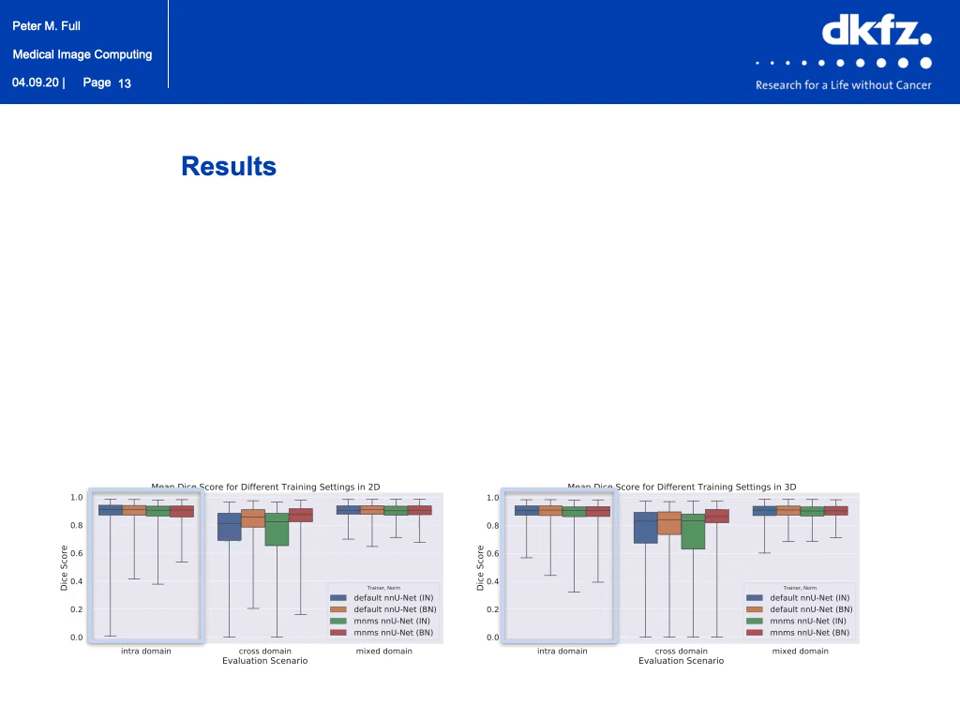 Peter M. Full
Medical Image Computing
04.09.20 | Page 13
dkfz.
Research for a Life without Cancer
Results
Mean Dice Score for Different Training Settings in 2D
1.0
0.8
0.6
0.4
0.2
0.0
Dice Score
Trainer, Norm
default nnU-Net (IN)
default nnU-Net (BN)
mnms nnU-Net (IN)
mnms nnU-Net (BN)
intra domain cross domain mixed domain
Evaluation Scenario
Mean Dice Score for Different Training Settings in 3D
1.0
0.8
0.6
0.4
0.2
0.0
Dice Score
Trainer, Norm
default nnU-Net (IN)
default nnU-Net (BN)
mnms nnU-Net (IN)
mnms nnU-Net (BN)
intra domain cross domain mixed domain
Evaluation Scenario